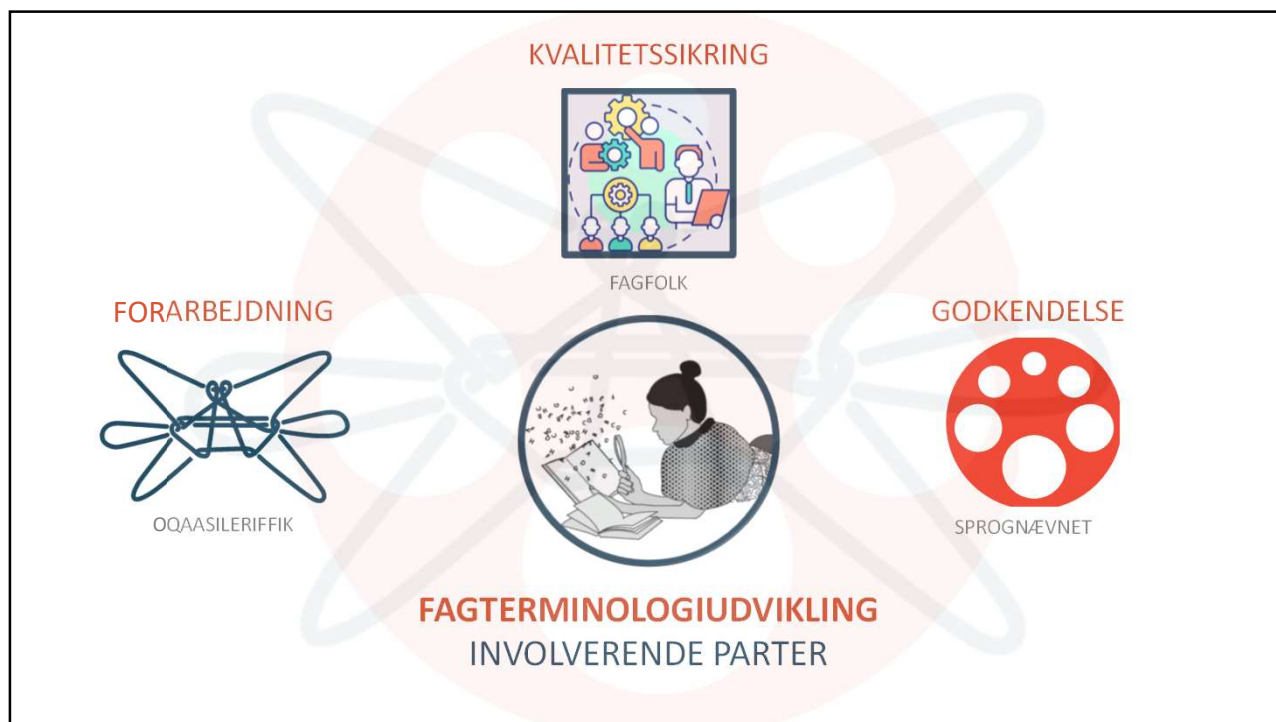 KVALITETSSIKRING
FAGFOLK
FORARBEJDNING
OQAASILERIFFIK
GODKENDELSE
SPROGNÆVNET
FAGTERMINOLOGIUDVIKLING
INVOLVERENDE PARTER